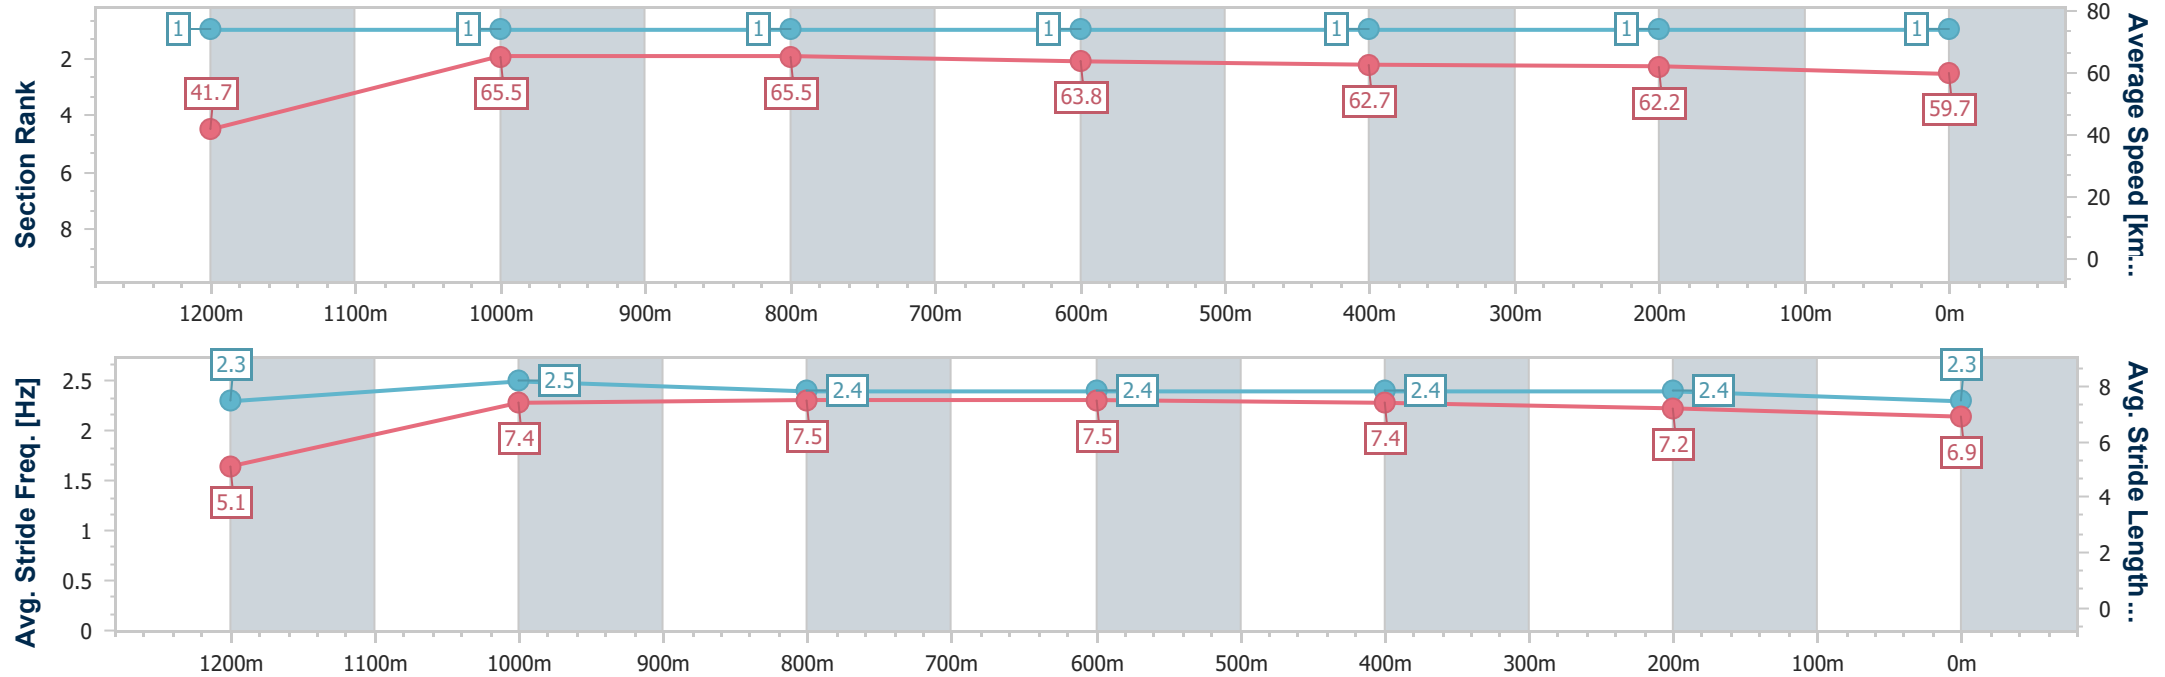 Section Rank
2
4
6
8
1
1
1
1
1
1
1
41.7
65.5
65.5
63.8
62.7
62.2
59.7
80
60
40
20
0
Average Speed [km...
1200m
1100m
1000m
900m
800m
700m
600m
500m
400m
300m
200m
100m
0m
Avg. Stride Freq. [Hz]
2.5
2
1.5
1
0.5
0
2.3
2.5
2.4
2.4
2.4
2.4
2.3
5.1
7.4
7.5
7.5
7.4
7.2
6.9
8
6
4
2
0
Avg. Stride Length ...
1200m
1100m
1000m
900m
800m
700m
600m
500m
400m
300m
200m
100m
0m